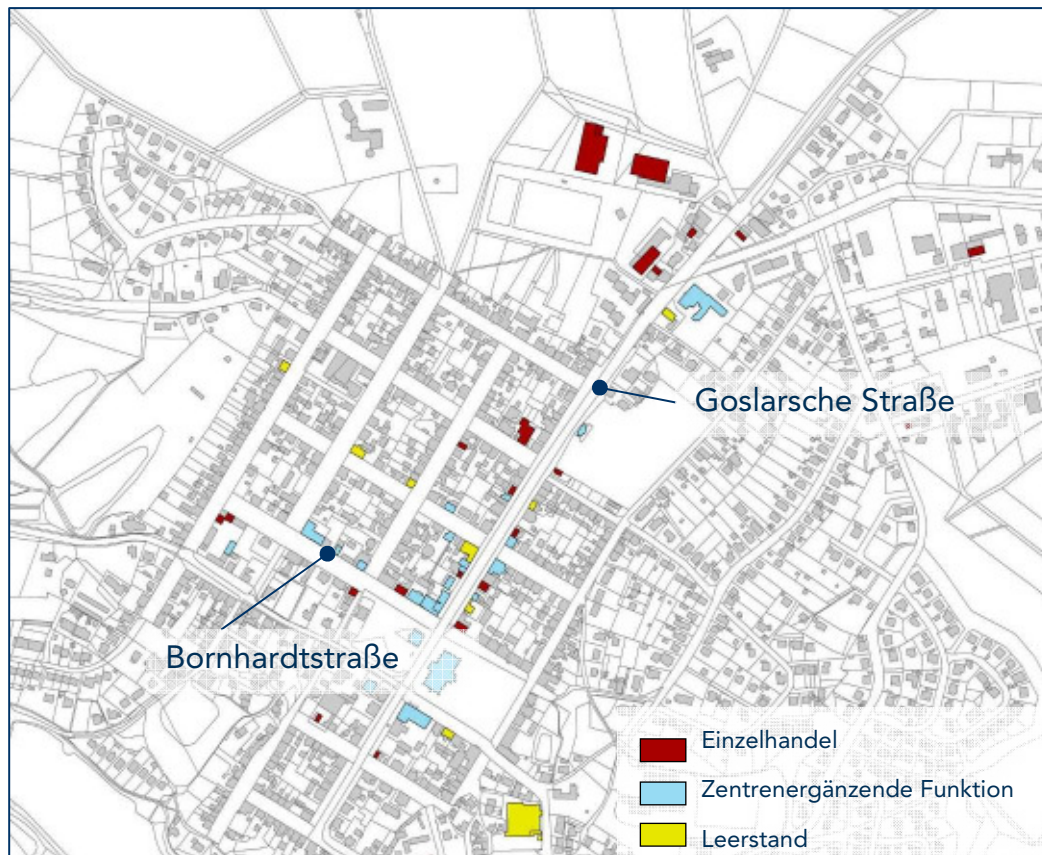 Goslarsche Straße
Bornhardtstraße
Einzelhandel
Zentrenergänzende Funktion
Leerstand